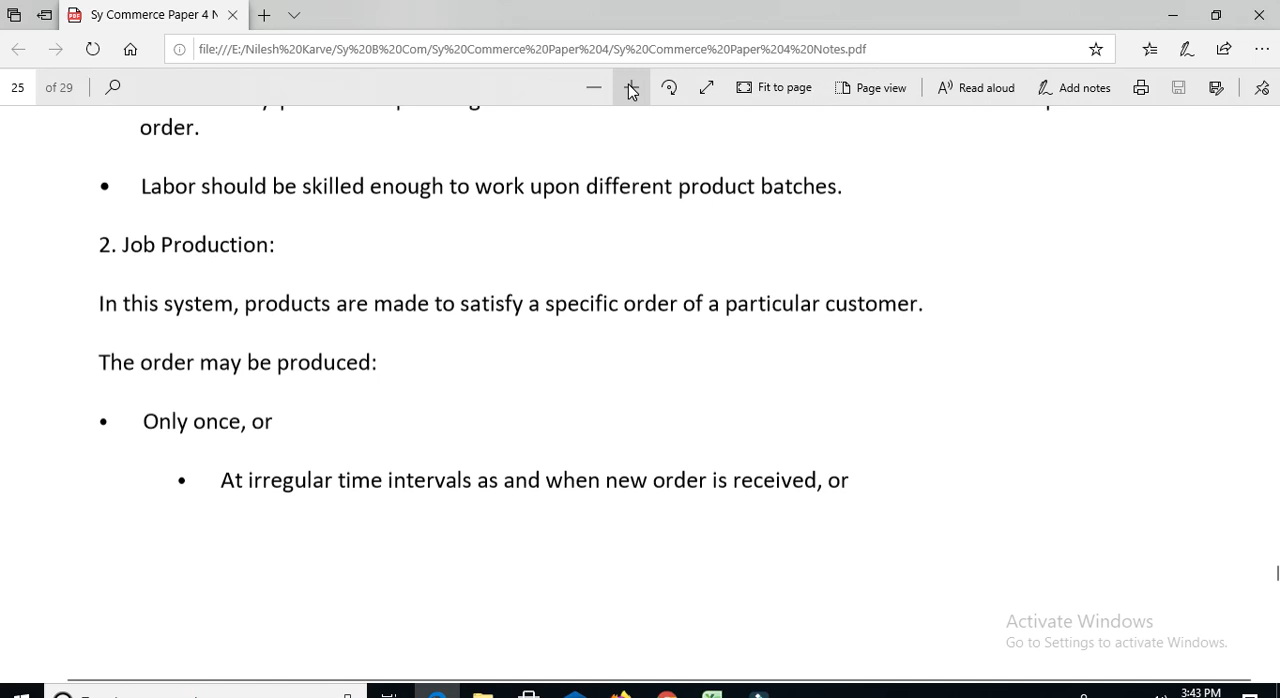 Sy Commerce Paper 4 N
file:///E:/Nilesh%20Karve/Sy%20B%20Com/Sy%20Commerce%20Paper%204/Sy%20Commerce%20Paper%204%20Notes.pdf
25 of 29 Fit to page Page view Read aloud Add notes
order.
• Labor should be skilled enough to work upon different product batches.
2. Job Production:
In this system, products are made to satisfy a specific order of a particular customer.
The order may be produced:
• Only once, or
• At irregular time intervals as and when new order is received, or
Activate Windows
Go to Settings to activate Windows.
3:43 PM